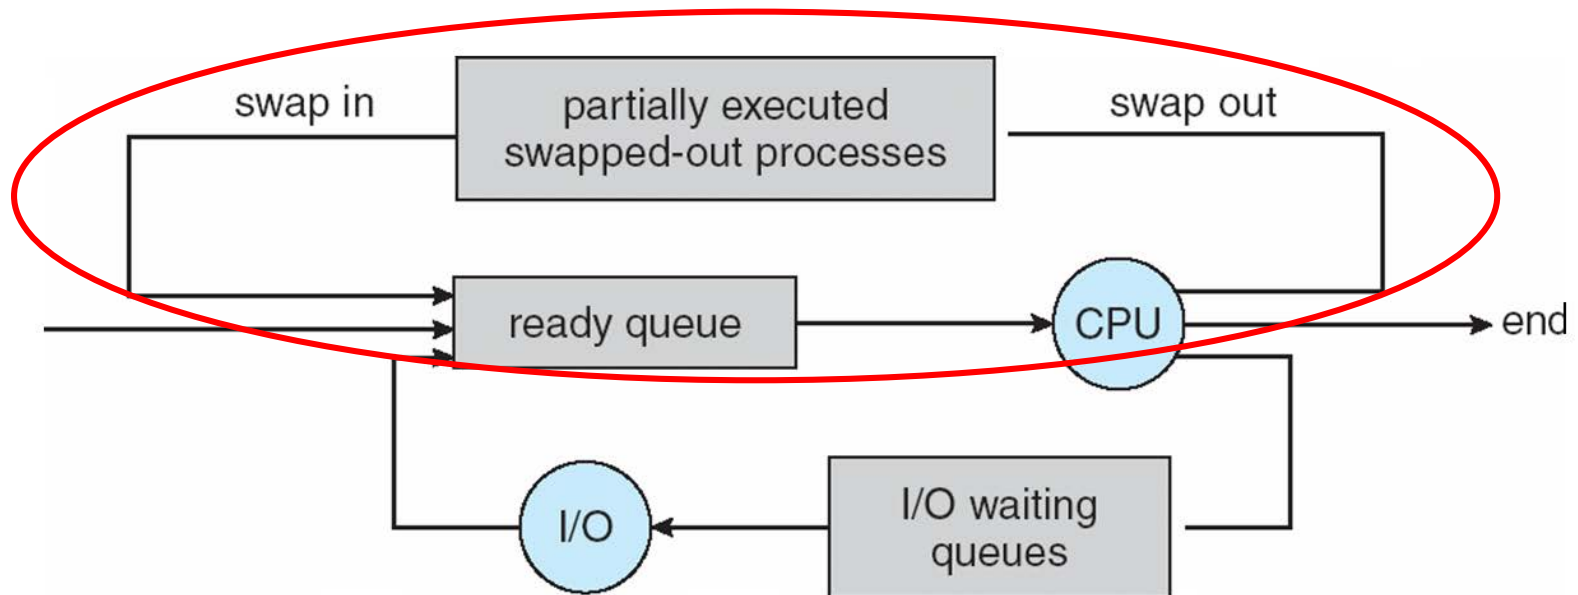 swap in
partially executed
swapped-out processes
swap out
ready queue
CPU
end
I/O
I/O waiting
queues